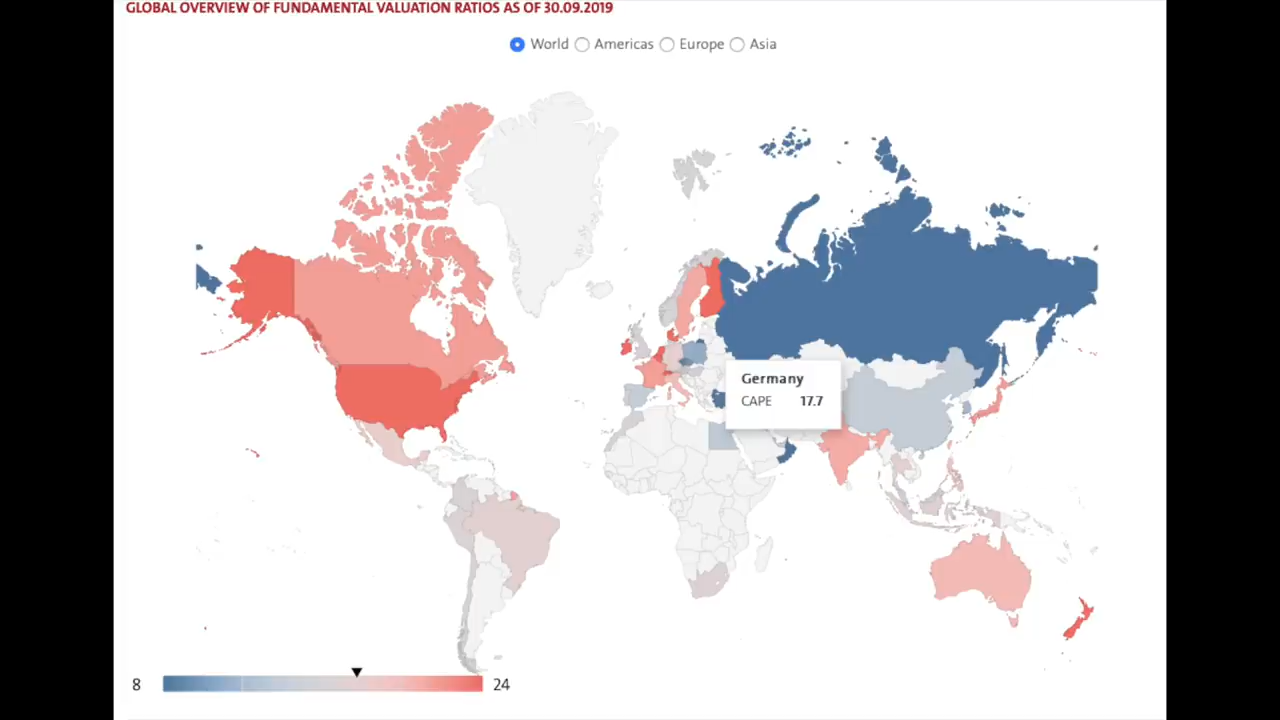 GLOBAL OVERVIEW OF FUNDAMENTAL VALUATION RATIOS AS OF 30.09.2019
World Americas Europe Asia
Germany
CAPE 17.7
8 24